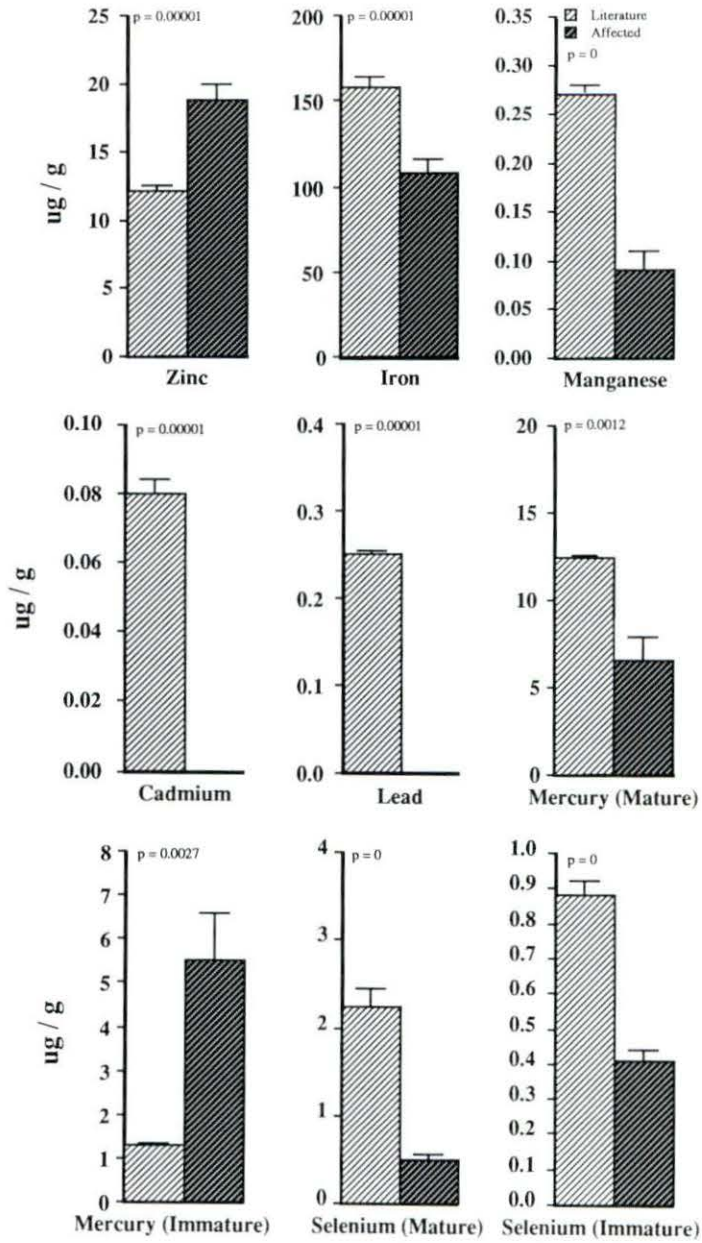 p = 0.00001
25
20
15
10
5
0
ug / g
Zinc
p = 0.00001
200
150
100
50
0
Iron
Literature
Affected
p = 0
0.35
0.30
0.25
0.20
0.15
0.10
0.05
0.00
Manganese
p = 0.00001
0.10
0.08
0.06
0.04
0.02
0.00
ug / g
Cadmium
p = 0.00001
0.4
0.3
0.2
0.1
0.0
Lead
p = 0.0012
20
15
10
5
0
Mercury (Mature)
p = 0.0027
8
7
6
5
4
3
2
1
0
ug / g
Mercury (Immature)
p = 0
4
3
2
1
0
Selenium (Mature)
p = 0
1.0
0.9
0.8
0.7
0.6
0.5
0.4
0.3
0.2
0.1
0.0
Selenium (Immature)